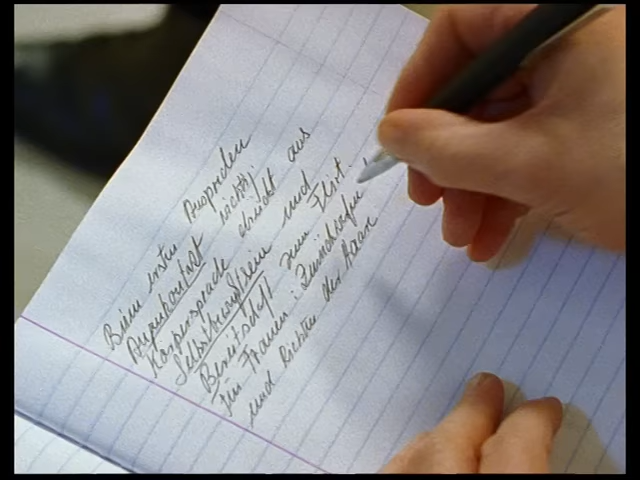 Beim ersten Ansprechen
Augenkontakt wichtig;
Körpersprache drückt aus
Selbstbewußtsein und
Bereitschaft zum Flirt.
Für Frauen: Zurückwerfen
und Richten der Haare